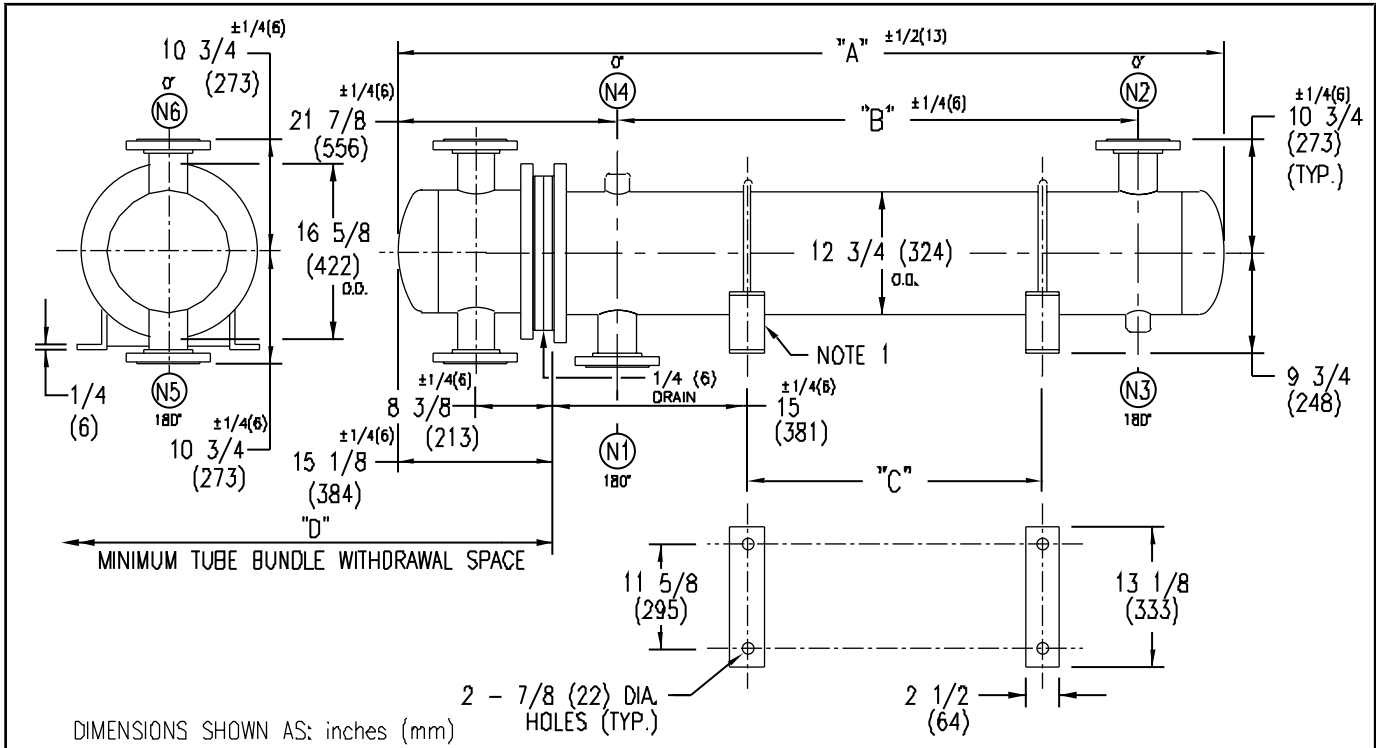 ±1/4(6)
10 3/4
(273)
0°
N6
±1/4(6)
21 7/8
(556)
"A" ±1/2(13)
0°
N4
"B" ±1/4(6)
0°
N2
±1/4(6)
10 3/4
(273)
(TYP.)
16 5/8
(422)
O.D.
12 3/4 (324)
O.D.
NOTE 1
1/4
(6)
N5
180°
±1/4(6)
10 3/4
(273)
±1/4(6)
8 3/8
(213)
1/4 (6)
DRAIN
±1/4(6)
15
(381)
N3
180°
9 3/4
(248)
±1/4(6)
15 1/8
(384)
N1
180°
"C"
"D"
MINIMUM TUBE BUNDLE WITHDRAWAL SPACE
11 5/8
(295)
13 1/8
(333)
2 - 7/8 (22) DIA.
HOLES (TYP.)
2 1/2
(64)
DIMENSIONS SHOWN AS: inches (mm)